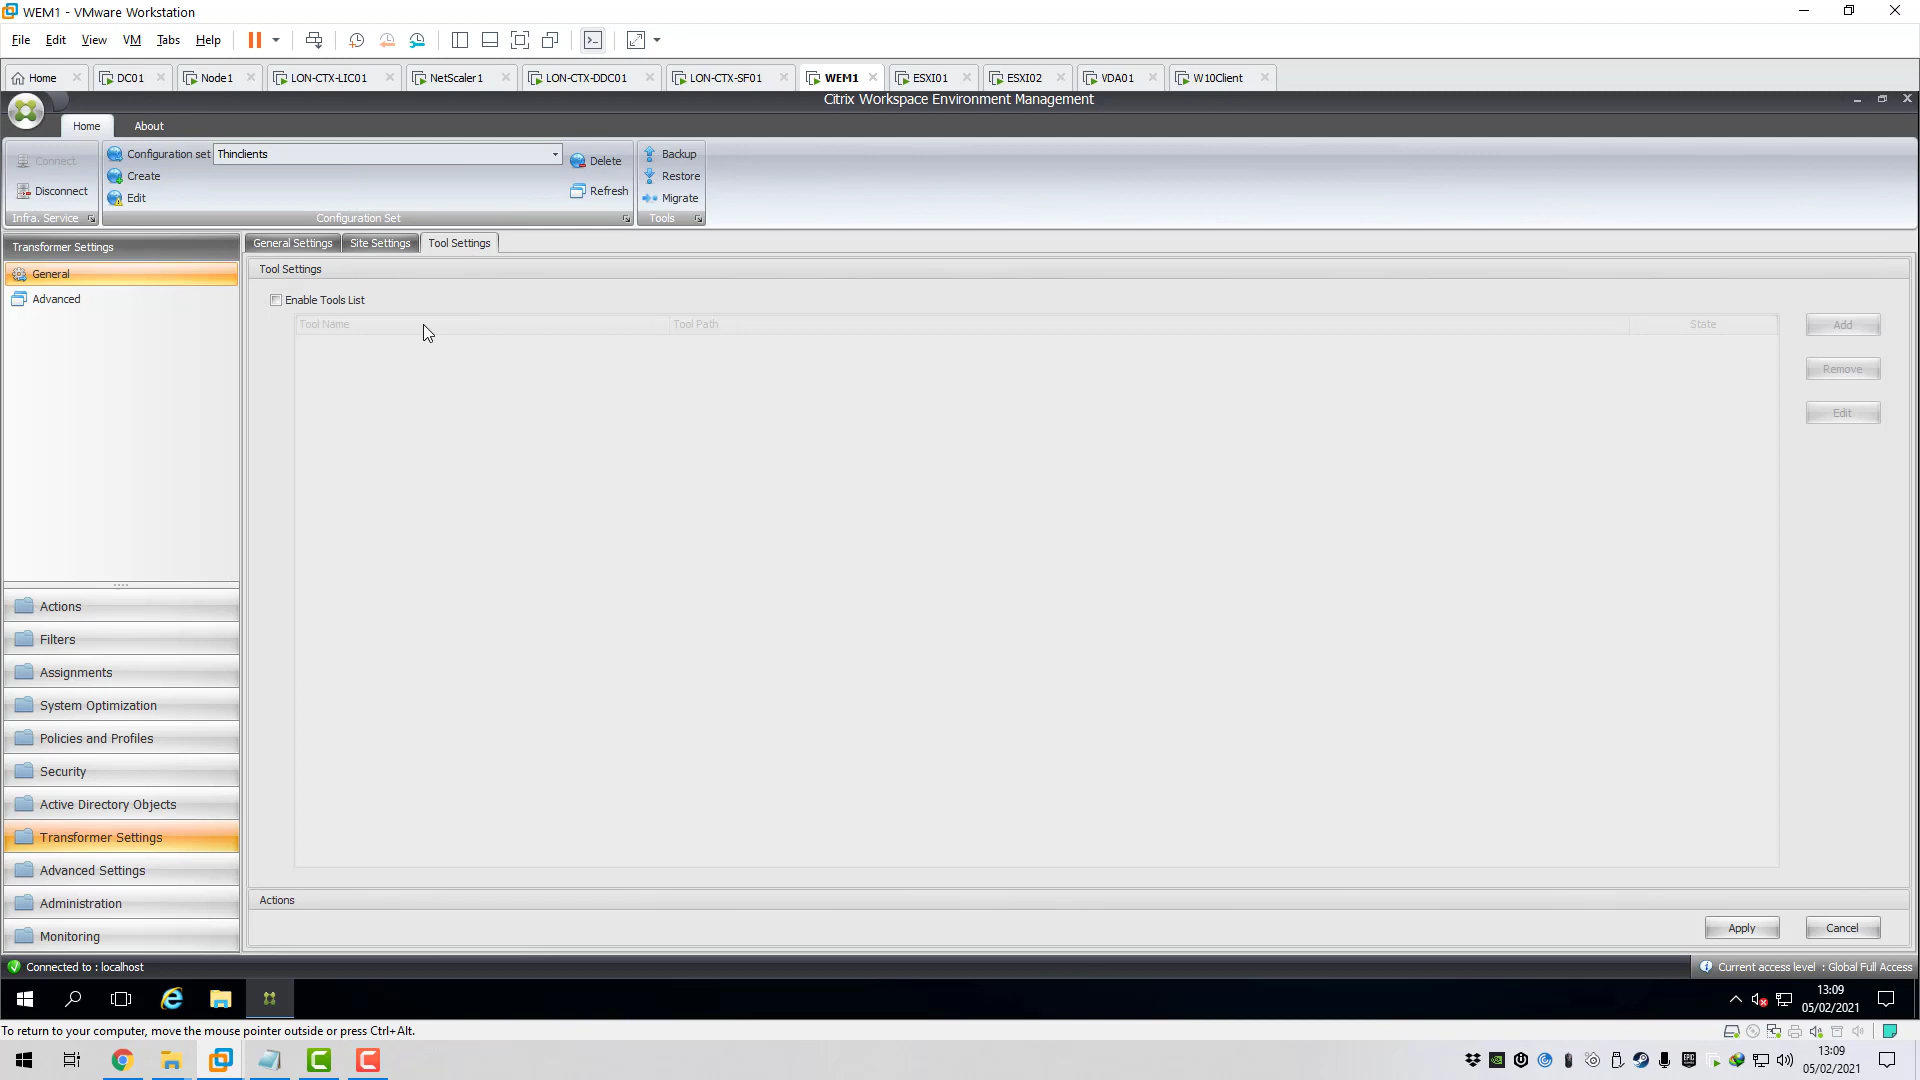 WEM1 - VMware Workstation
File Edit View VM Tabs Help
Home DC01 Node1 LON-CTX-LIC01 NetScaler1 LON-CTX-DDC01 LON-CTX-SF01 WEM1 ESXI01 ESXI02 VDA01 W10Client
Citrix Workspace Environment Management
Home About
Connect Configuration set Thinclients Delete Backup
Create Restore
Disconnect Edit Refresh Migrate
Infra. Service Configuration Set Tools
Transformer Settings General Settings Site Settings Tool Settings
General Tool Settings
Advanced Enable Tools List
Tool Name Tool Path State Add
Remove
Edit
Actions
Filters
Assignments
System Optimization
Policies and Profiles
Security
Active Directory Objects
Transformer Settings
Advanced Settings
Administration Actions
Monitoring Apply Cancel
Connected to : localhost Current access level : Global Full Access
13:09
05/02/2021
To return to your computer, move the mouse pointer outside or press Ctrl+Alt.
13:09
05/02/2021